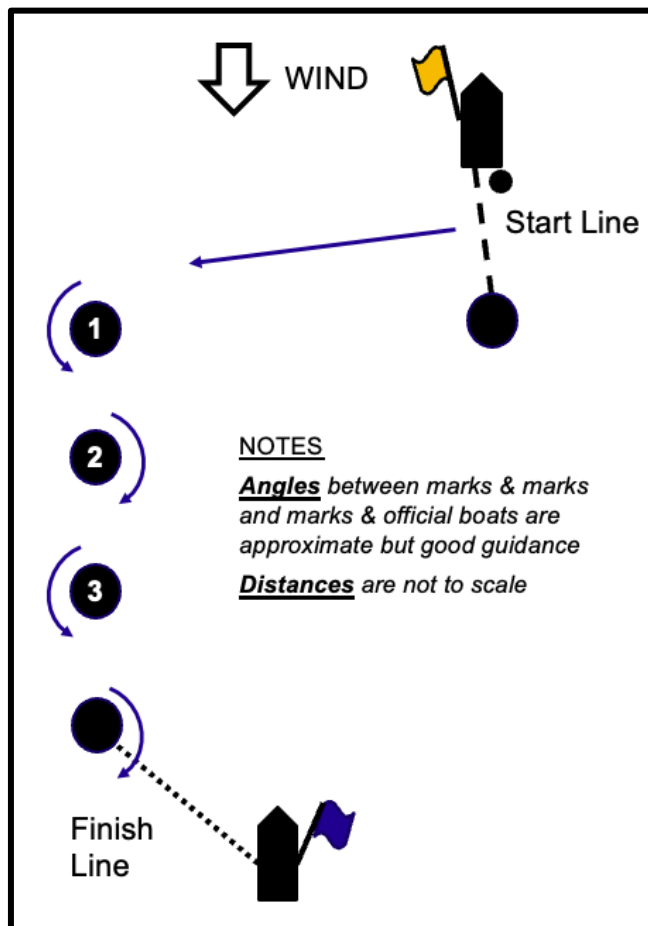 WIND
Start Line
1
2
NOTES
Angles between marks & marks
and marks & official boats are
approximate but good guidance
Distances are not to scale
3
Finish
Line